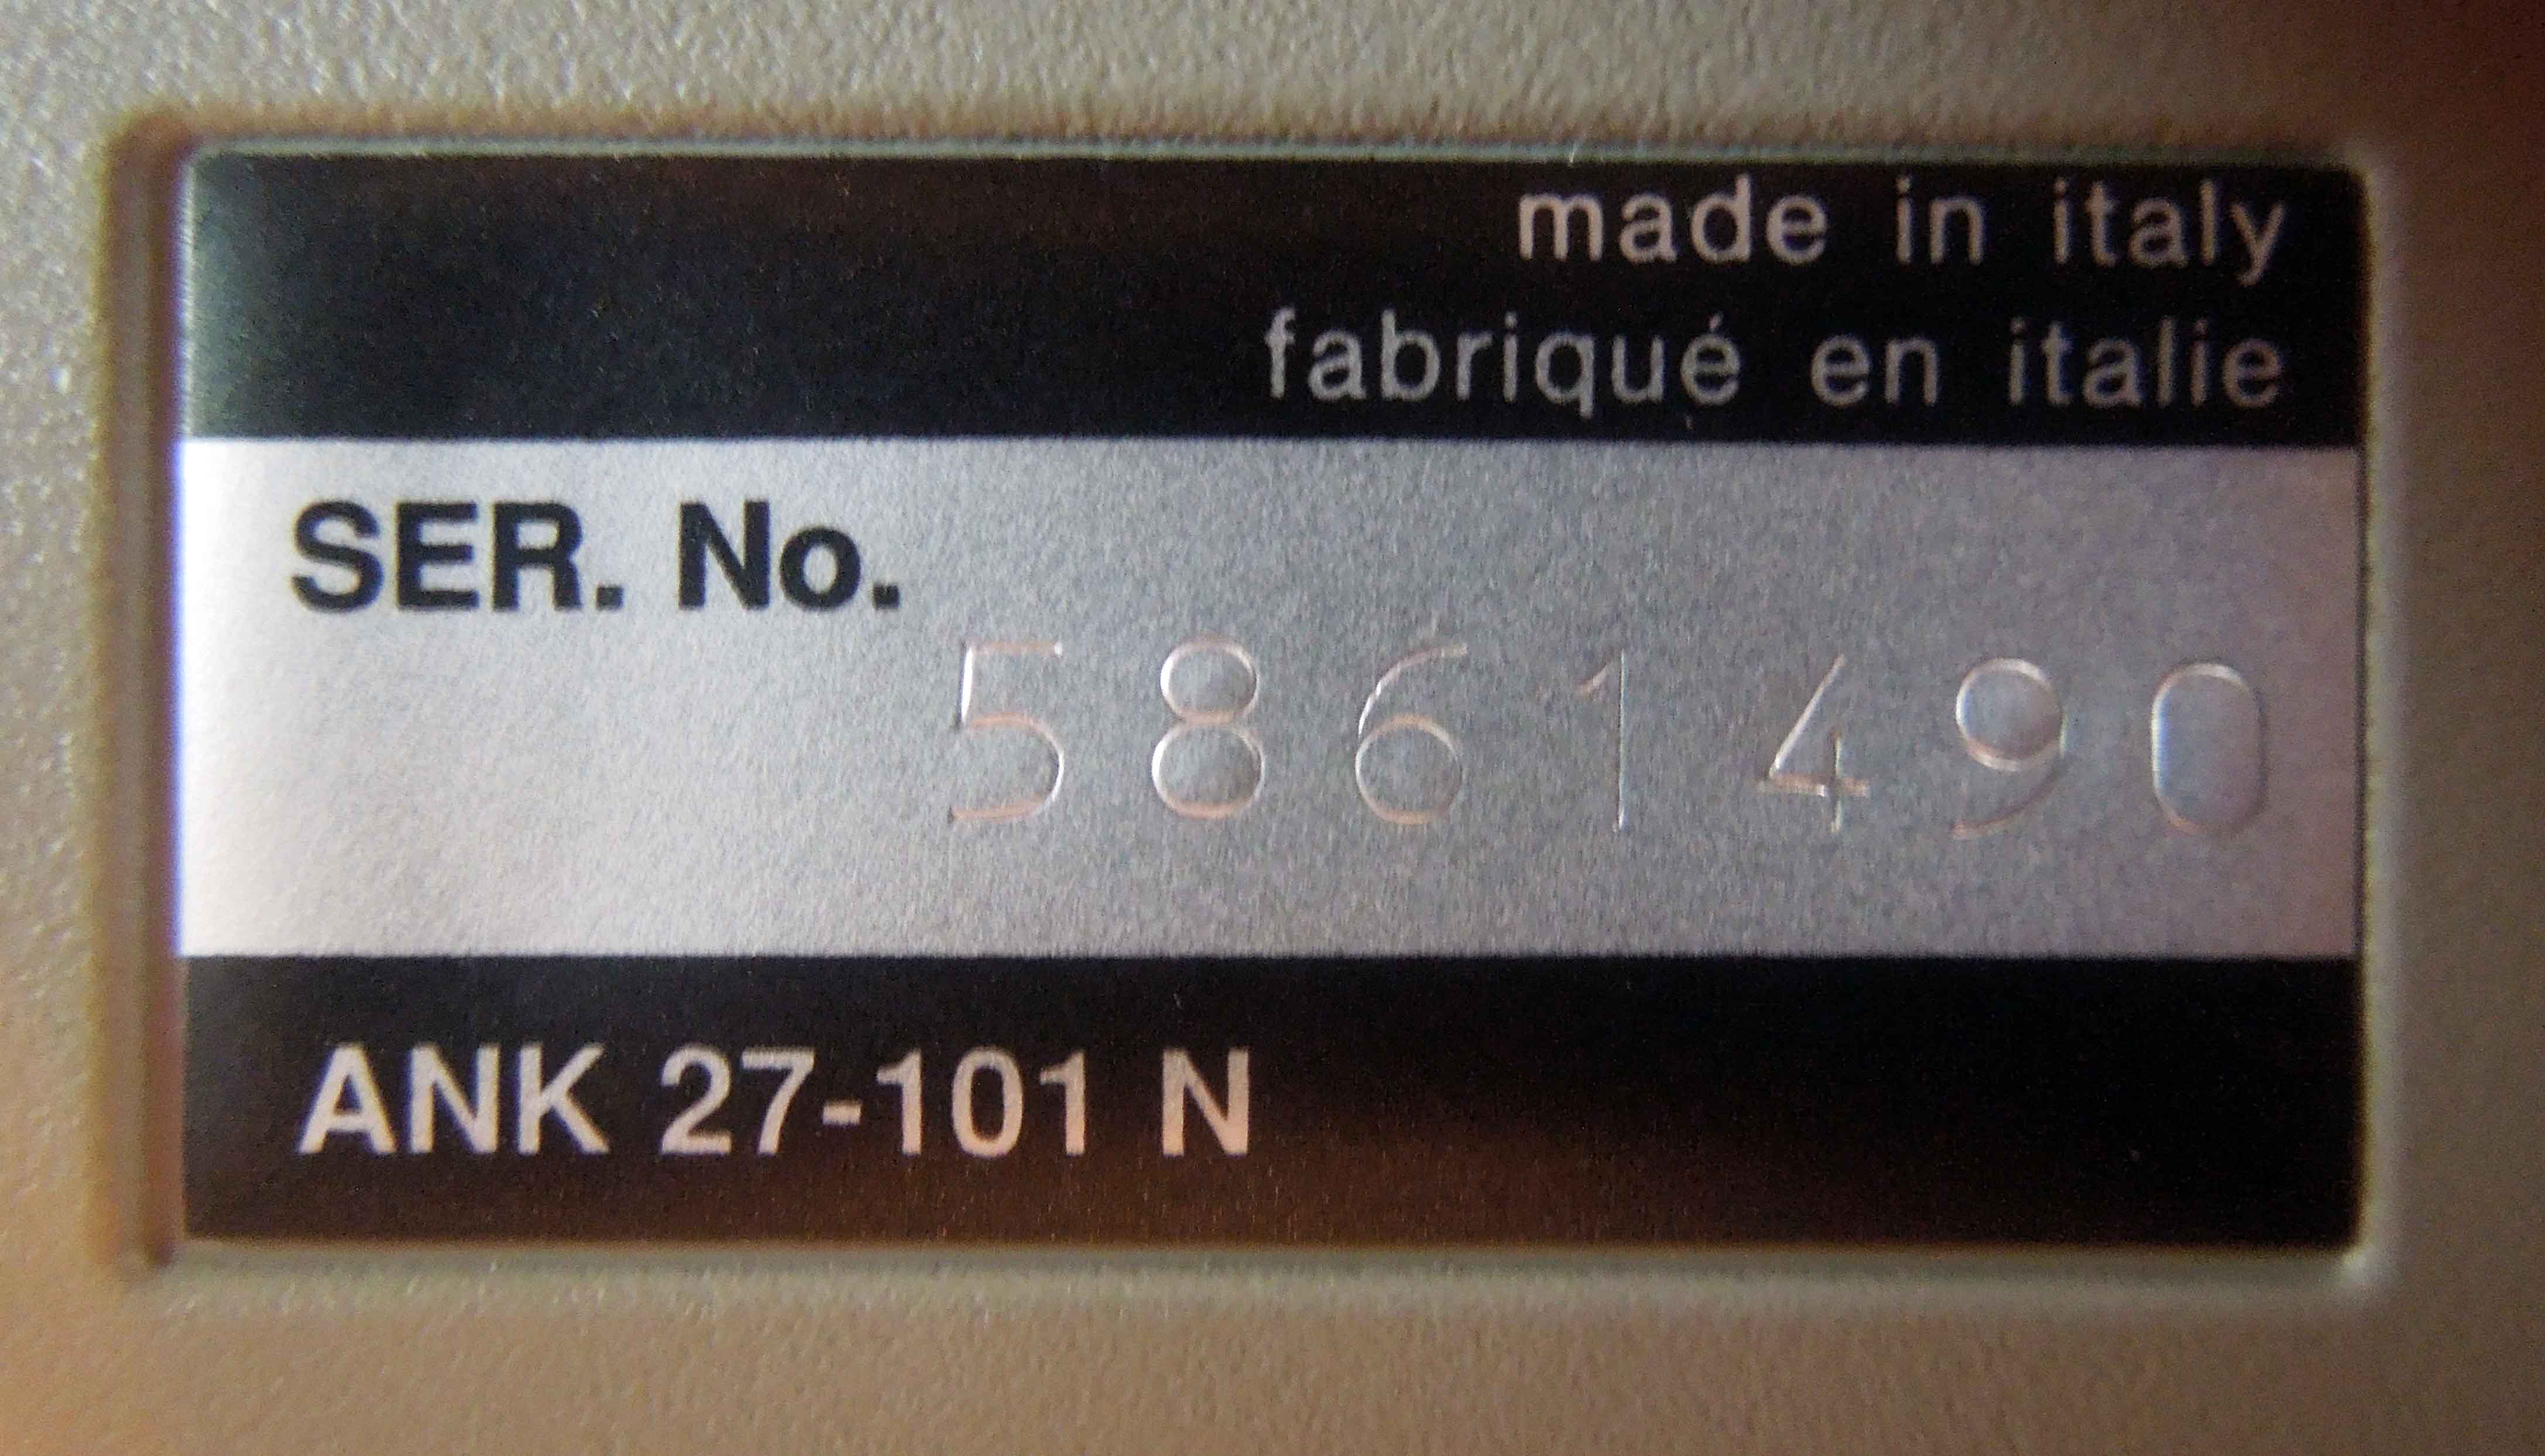 made in italy
fabriqué en italie
SER. No.
5861490
ANK 27-101 N